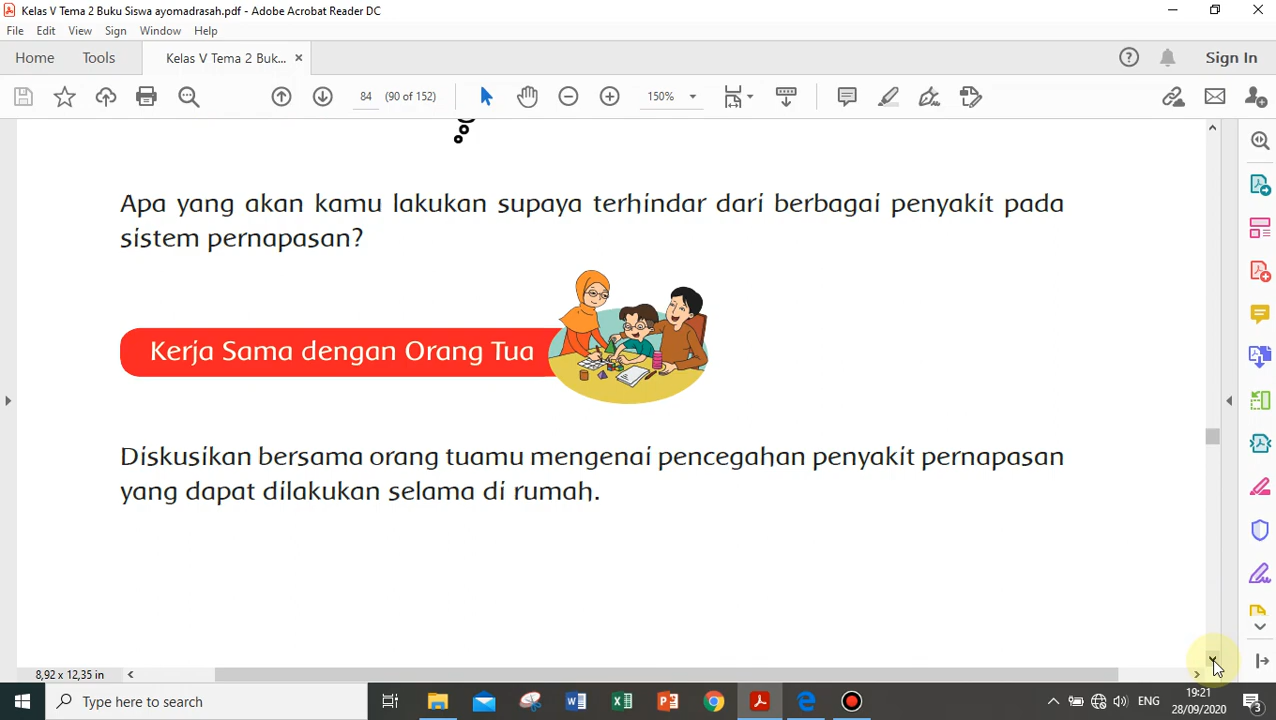 Kelas V Tema 2 Buku Siswa ayomadrasah.pdf - Adobe Acrobat Reader DC
File Edit View Sign Window Help
Home Tools Kelas V Tema 2 Buk... × Sign In
84 (90 of 152) 150%
Apa yang akan kamu lakukan supaya terhindar dari berbagai penyakit pada
sistem pernapasan?
Kerja Sama dengan Orang Tua
Diskusikan bersama orang tuamu mengenai pencegahan penyakit pernapasan
yang dapat dilakukan selama di rumah.
8,92 x 12,35 in
Type here to search
ENG
19:21
28/09/2020
3